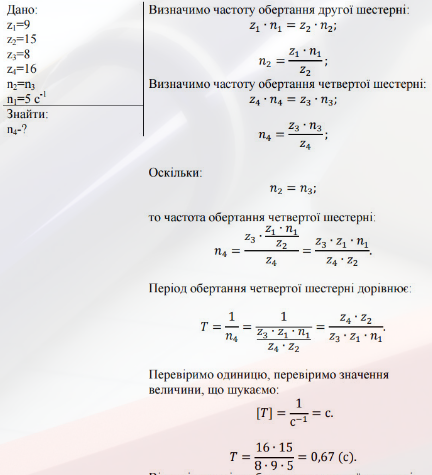 Дано:
z₁=9
z₂=15
z₃=8
z₄=16
n₂=n₃
n₁=5 с⁻¹
Знайти:
n₄-?
Визначимо частоту обертання другої шестерні:
z₁ · n₁ = z₂ · n₂;
n₂ = (z₁ · n₁)/z₂;
Визначимо частоту обертання четвертої шестерні:
z₄ · n₄ = z₃ · n₃;
n₄ = (z₃ · n₃)/z₄;
Оскільки:
n₂ = n₃;
то частота обертання четвертої шестерні:
n₄ = (z₃ · (z₁ · n₁)/z₂)/z₄ = (z₃ · z₁ · n₁)/(z₄ · z₂).
Період обертання четвертої шестерні дорівнює:
T = 1/n₄ = 1/((z₃ · z₁ · n₁)/(z₄ · z₂)) = (z₄ · z₂)/(z₃ · z₁ · n₁).
Перевіримо одиницю, перевіримо значення
величини, що шукаємо:
[T] = 1/с⁻¹ = с.
T = (16 · 15)/(8 · 9 · 5) = 0,67 (с).